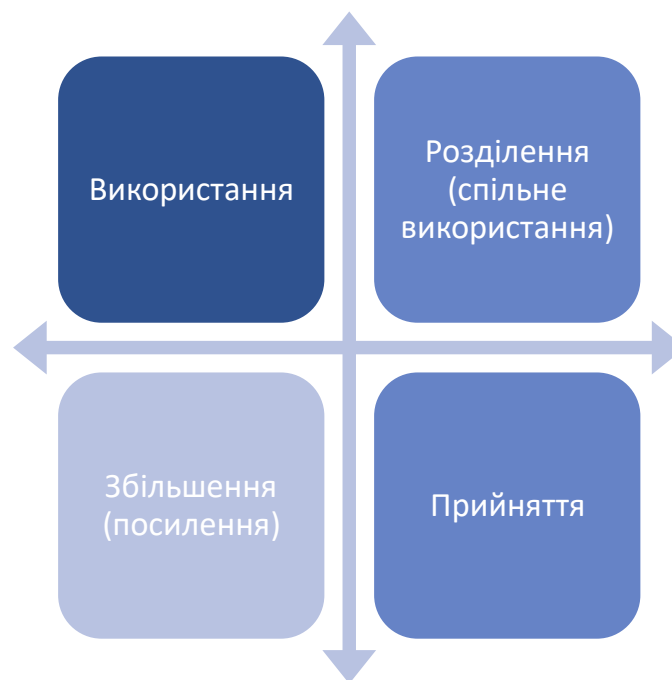 Використання
Розділення
(спільне
використання)
Збільшення
(посилення)
Прийняття